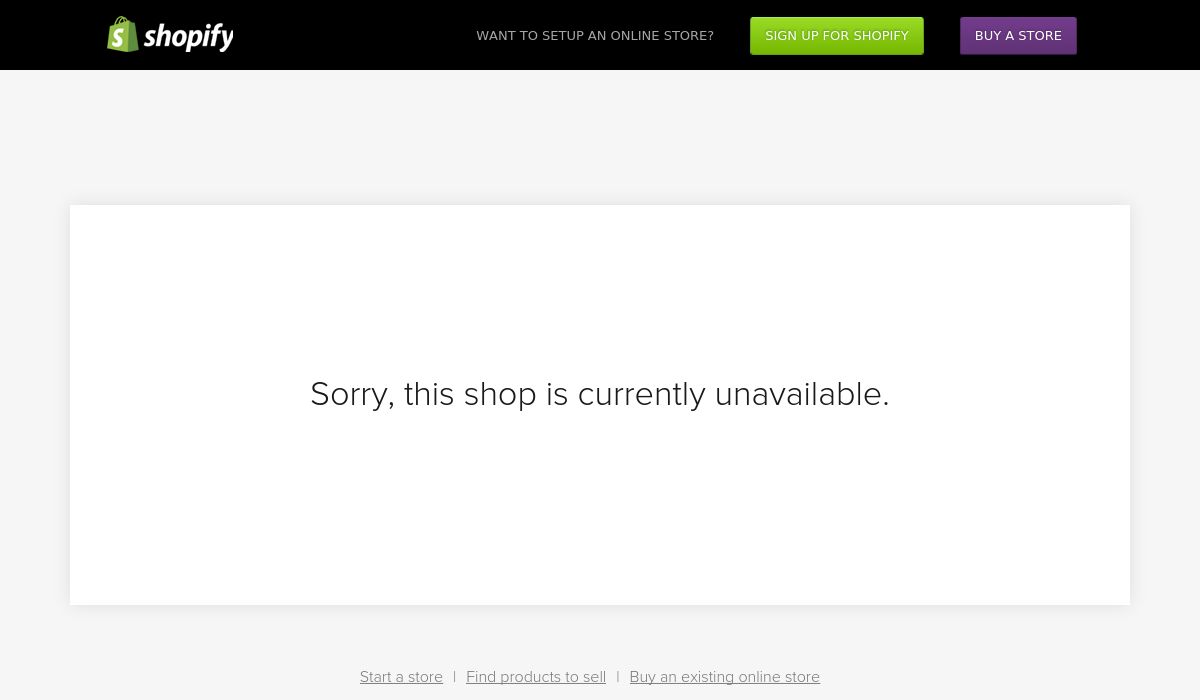 shopify
WANT TO SETUP AN ONLINE STORE?
SIGN UP FOR SHOPIFY
BUY A STORE
Sorry, this shop is currently unavailable.
Start a store | Find products to sell | Buy an existing online store